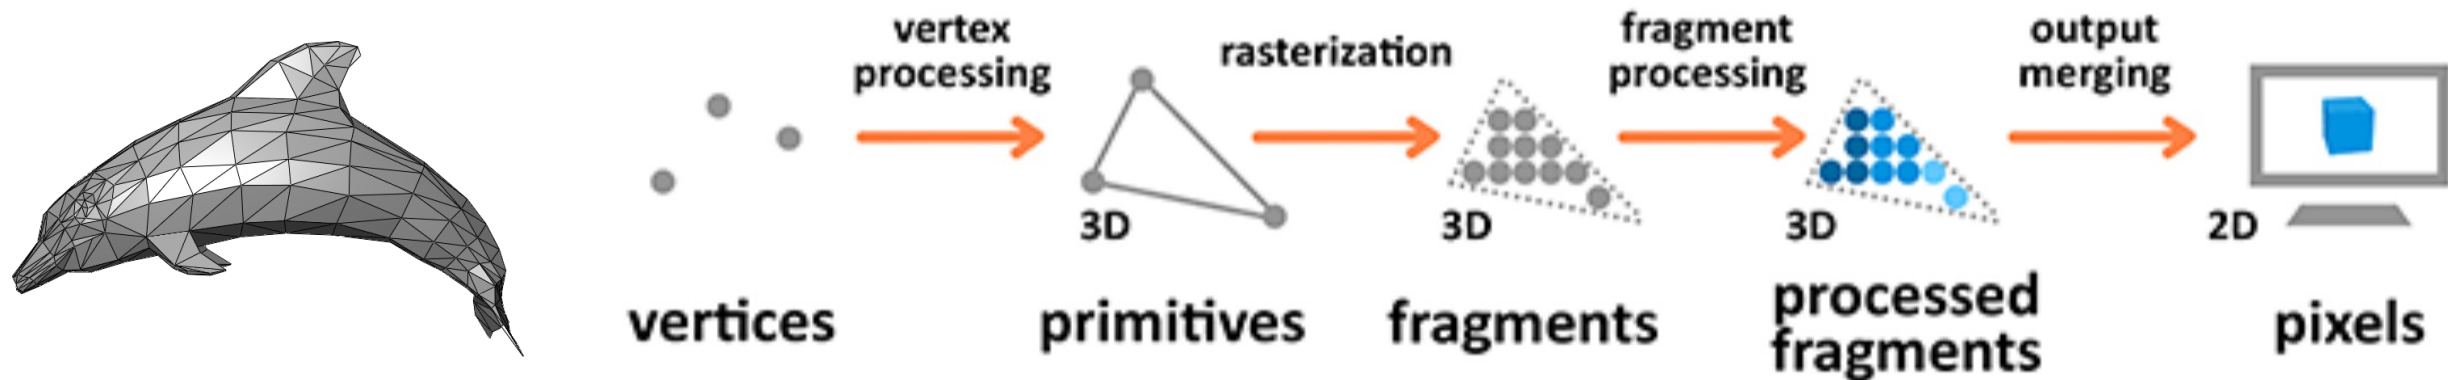 vertex
processing
rasterization
fragment
processing
output
merging
3D
3D
3D
2D
vertices
primitives
fragments
processed
fragments
pixels